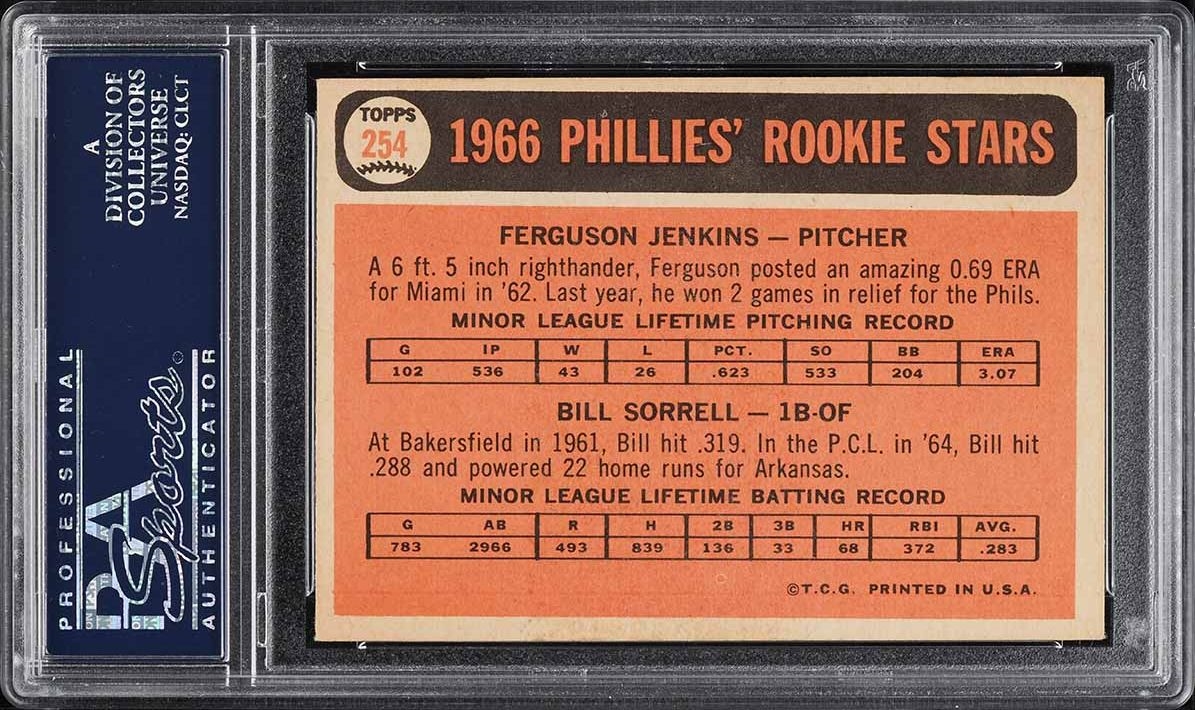 A
DIVISION OF
COLLECTORS
UNIVERSE
NASDAQ: CLCT
PROFESSIONAL
PSA
Sports
AUTHENTICATOR
TOPPS
254
1966 PHILLIES' ROOKIE STARS
FERGUSON JENKINS — PITCHER
A 6 ft. 5 inch righthander, Ferguson posted an amazing 0.69 ERA
for Miami in '62. Last year, he won 2 games in relief for the Phils.
MINOR LEAGUE LIFETIME PITCHING RECORD
G IP W L PCT. SO BB ERA
102 536 43 26 .623 533 204 3.07
BILL SORRELL — 1B-OF
At Bakersfield in 1961, Bill hit .319. In the P.C.L. in '64, Bill hit
.288 and powered 22 home runs for Arkansas.
MINOR LEAGUE LIFETIME BATTING RECORD
G AB R H 2B 3B HR RBI AVG.
783 2966 493 839 136 33 68 372 .283
©T.C.G. PRINTED IN U.S.A.